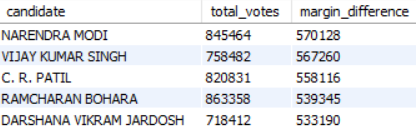 candidate total_votes margin_difference
NARENDRA MODI 845464 570128
VIJAY KUMAR SINGH 758482 567260
C. R. PATIL 820831 558116
RAMCHARAN BOHARA 863358 539345
DARSHANA VIKRAM JARDOSH 718412 533190